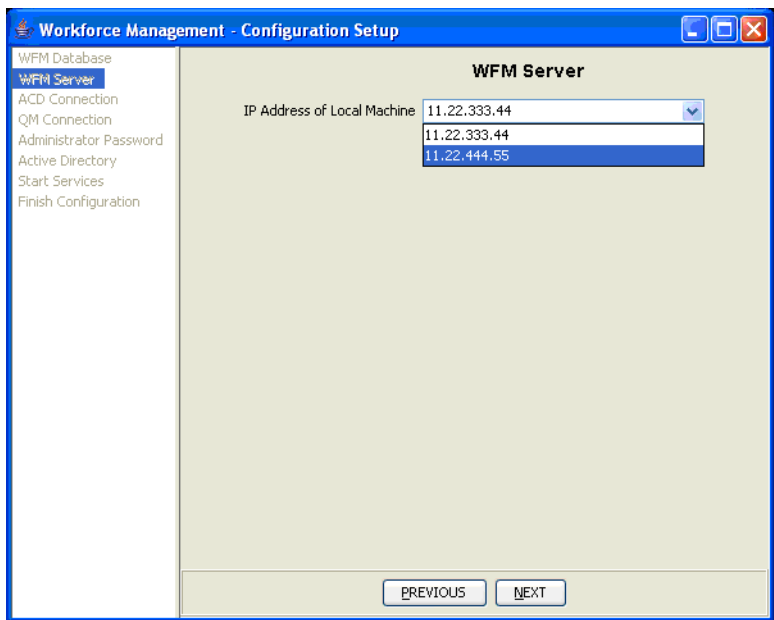 Workforce Management - Configuration Setup
WFM Database
WFM Server
ACD Connection
QM Connection
Administrator Password
Active Directory
Start Services
Finish Configuration
WFM Server
IP Address of Local Machine 11.22.333.44
11.22.333.44
11.22.444.55
PREVIOUS NEXT